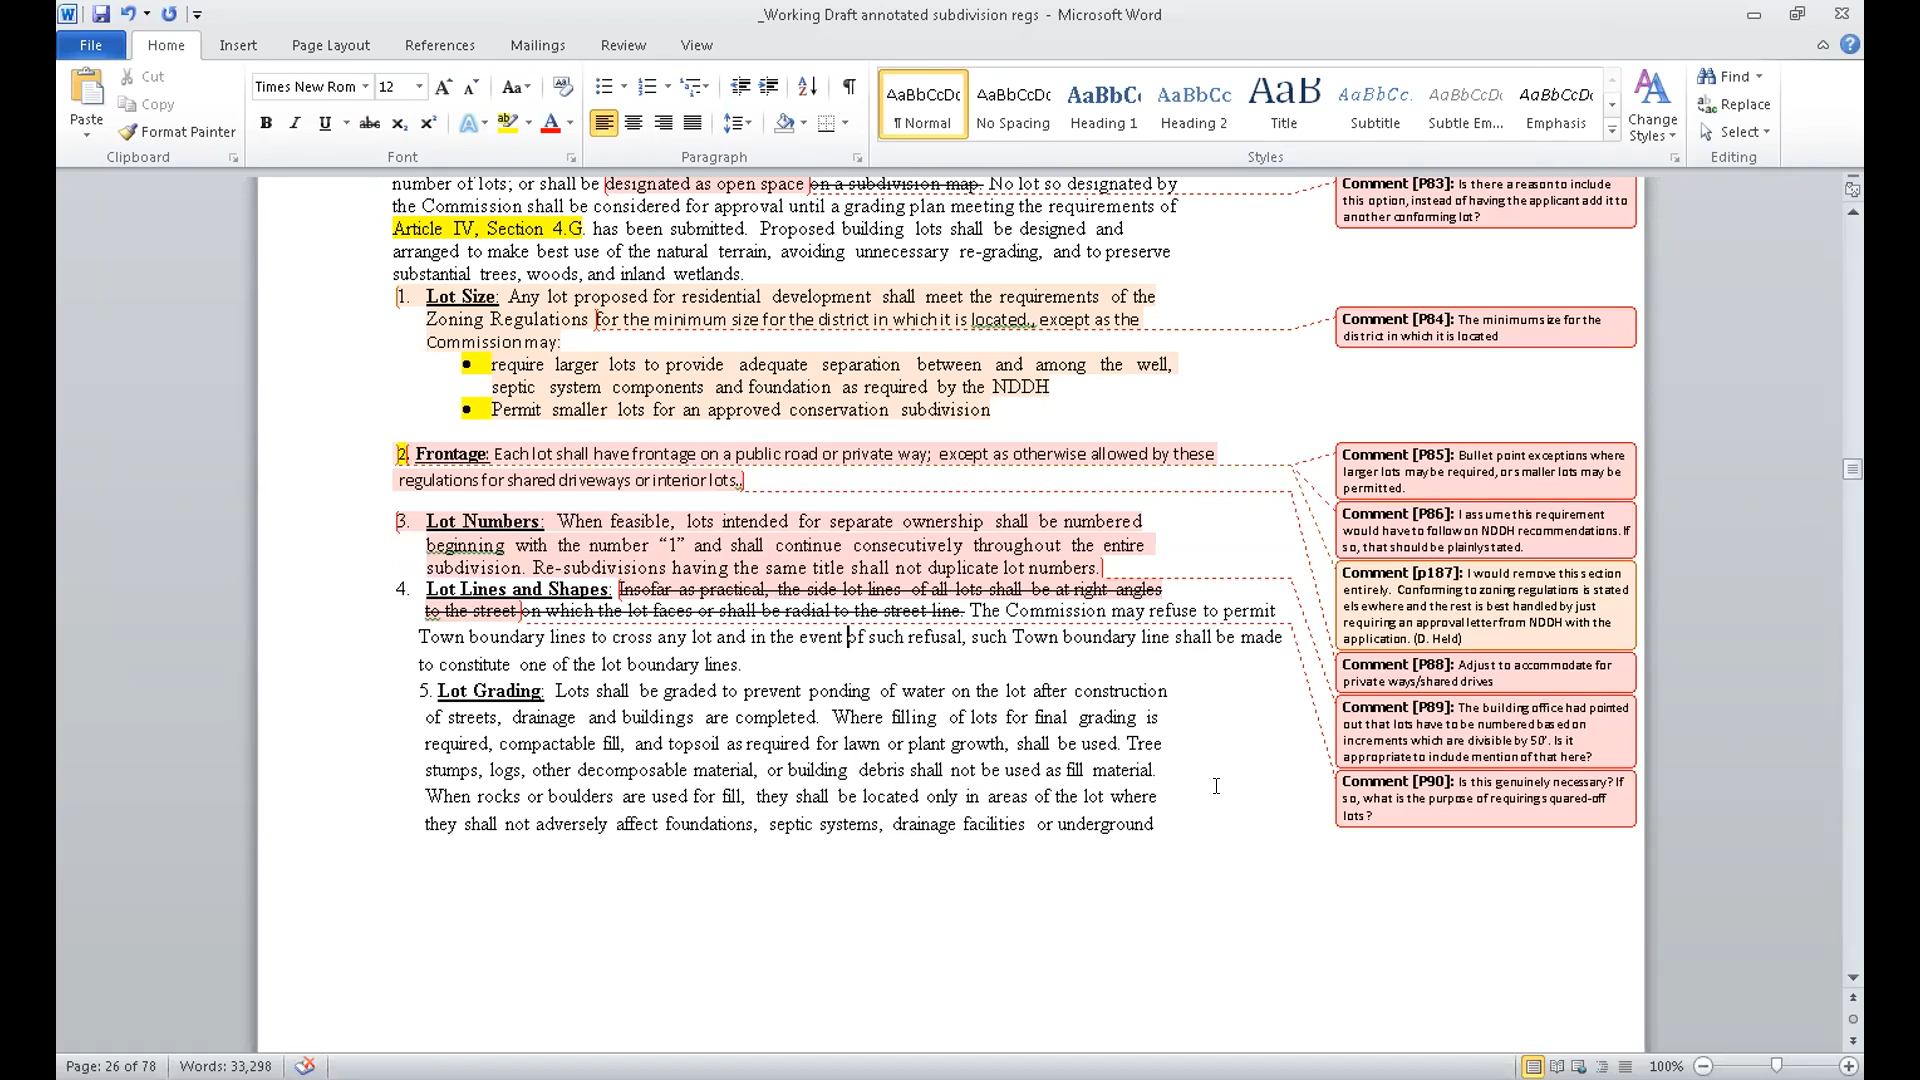 _Working Draft annotated subdivision regs - Microsoft Word
File Home Insert Page Layout References Mailings Review View
Paste Cut Copy Format Painter
Times New Rom 12
AaBbCcDc AaBbCcDc AaBbC AaBbCc AaB AaBbCc. AaBbCcDc AaBbCcDc
¶ Normal No Spacing Heading 1 Heading 2 Title Subtitle Subtle Em... Emphasis
Change Styles
Find Replace Select
Clipboard Font Paragraph Styles Editing
number of lots; or shall be designated as open space on a subdivision map. No lot so designated by
the Commission shall be considered for approval until a grading plan meeting the requirements of
Article IV, Section 4.G. has been submitted. Proposed building lots shall be designed and
arranged to make best use of the natural terrain, avoiding unnecessary re-grading, and to preserve
substantial trees, woods, and inland wetlands.
1. Lot Size: Any lot proposed for residential development shall meet the requirements of the
Zoning Regulations for the minimum size for the district in which it is located., except as the
Commission may:
● require larger lots to provide adequate separation between and among the well,
septic system components and foundation as required by the NDDH
● Permit smaller lots for an approved conservation subdivision
2. Frontage: Each lot shall have frontage on a public road or private way; except as otherwise allowed by these
regulations for shared driveways or interior lots..
3. Lot Numbers: When feasible, lots intended for separate ownership shall be numbered
beginning with the number “1” and shall continue consecutively throughout the entire
subdivision. Re-subdivisions having the same title shall not duplicate lot numbers.
4. Lot Lines and Shapes: Insofar as practical, the side lot lines of all lots shall be at right angles
to the street on which the lot faces or shall be radial to the street line. The Commission may refuse to permit
Town boundary lines to cross any lot and in the event of such refusal, such Town boundary line shall be made
to constitute one of the lot boundary lines.
5. Lot Grading: Lots shall be graded to prevent ponding of water on the lot after construction
of streets, drainage and buildings are completed. Where filling of lots for final grading is
required, compactable fill, and topsoil as required for lawn or plant growth, shall be used. Tree
stumps, logs, other decomposable material, or building debris shall not be used as fill material.
When rocks or boulders are used for fill, they shall be located only in areas of the lot where
they shall not adversely affect foundations, septic systems, drainage facilities or underground
Comment [P83]: Is there a reason to include
this option, instead of having the applicant add it to
another conforming lot?
Comment [P84]: The minimum size for the
district in which it is located
Comment [P85]: Bullet point exceptions where
larger lots may be required, or smaller lots may be
permitted.
Comment [P86]: I assume this requirement
would have to follow on NDDH recommendations. If
so, that should be plainly stated.
Comment [p187]: I would remove this section
entirely. Conforming to zoning regulations is stated
elsewhere and the rest is best handled by just
requiring an approval letter from NDDH with the
application. (D. Held)
Comment [P88]: Adjust to accommodate for
private ways/shared drives
Comment [P89]: The building office had pointed
out that lots have to be numbered based on
increments which are divisible by 50'. Is it
appropriate to include mention of that here?
Comment [P90]: Is this genuinely necessary? If
so, what is the purpose of requiring squared-off
lots?
Page: 26 of 78 Words: 33,298 100%